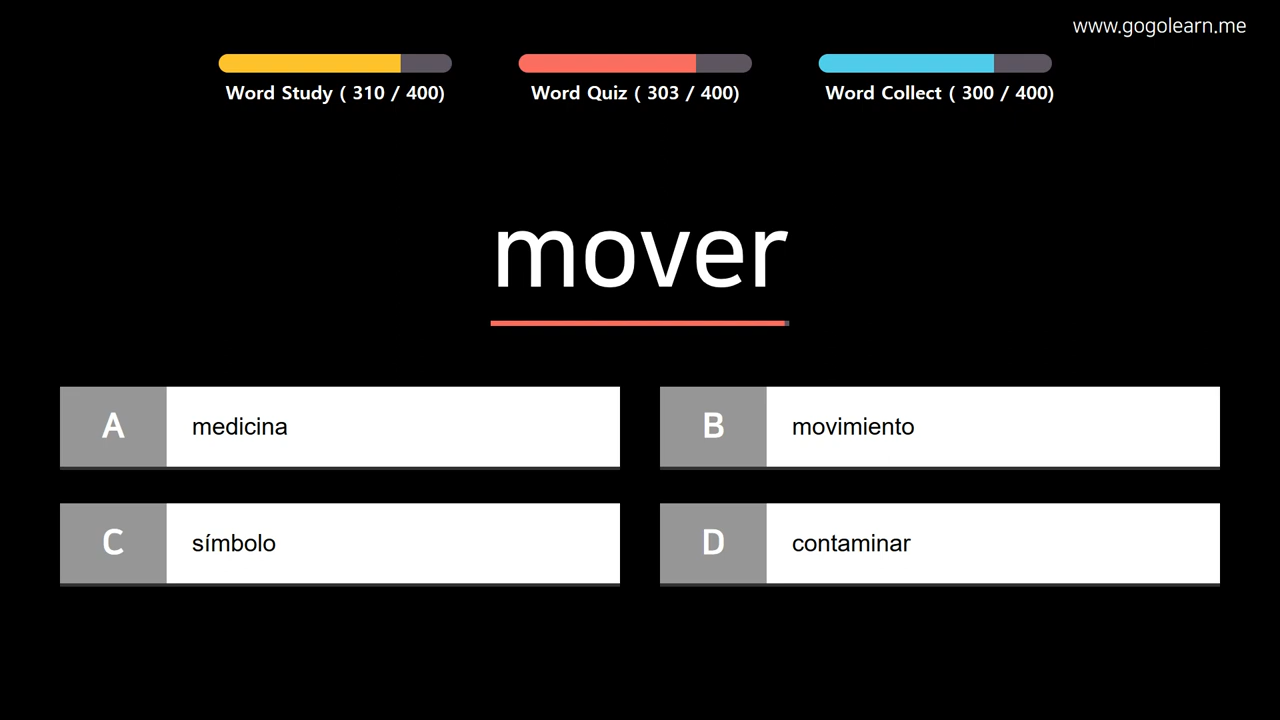 www.gogolearn.me
Word Study ( 310 / 400)
Word Quiz ( 303 / 400)
Word Collect ( 300 / 400)
mover
A medicina
B movimiento
C símbolo
D contaminar